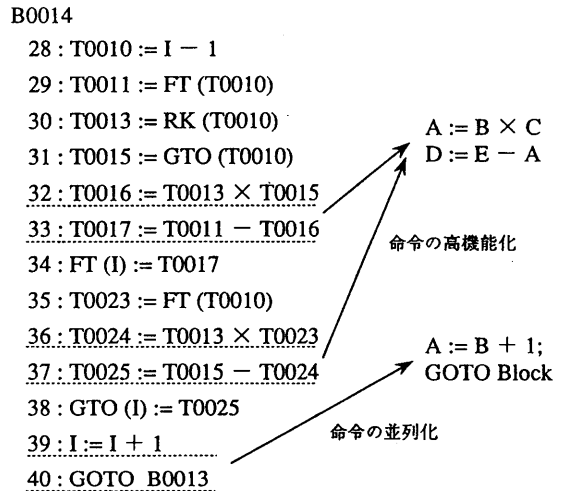 B0014
28 : T0010 := I − 1
29 : T0011 := FT (T0010)
30 : T0013 := RK (T0010)
31 : T0015 := GTO (T0010)
32 : T0016 := T0013 × T0015
33 : T0017 := T0011 − T0016
34 : FT (I) := T0017
35 : T0023 := FT (T0010)
36 : T0024 := T0013 × T0023
37 : T0025 := T0015 − T0024
38 : GTO (I) := T0025
39 : I := I + 1
40 : GOTO B0013
A := B × C
D := E − A
命令の高機能化
A := B + 1;
GOTO Block
命令の並列化